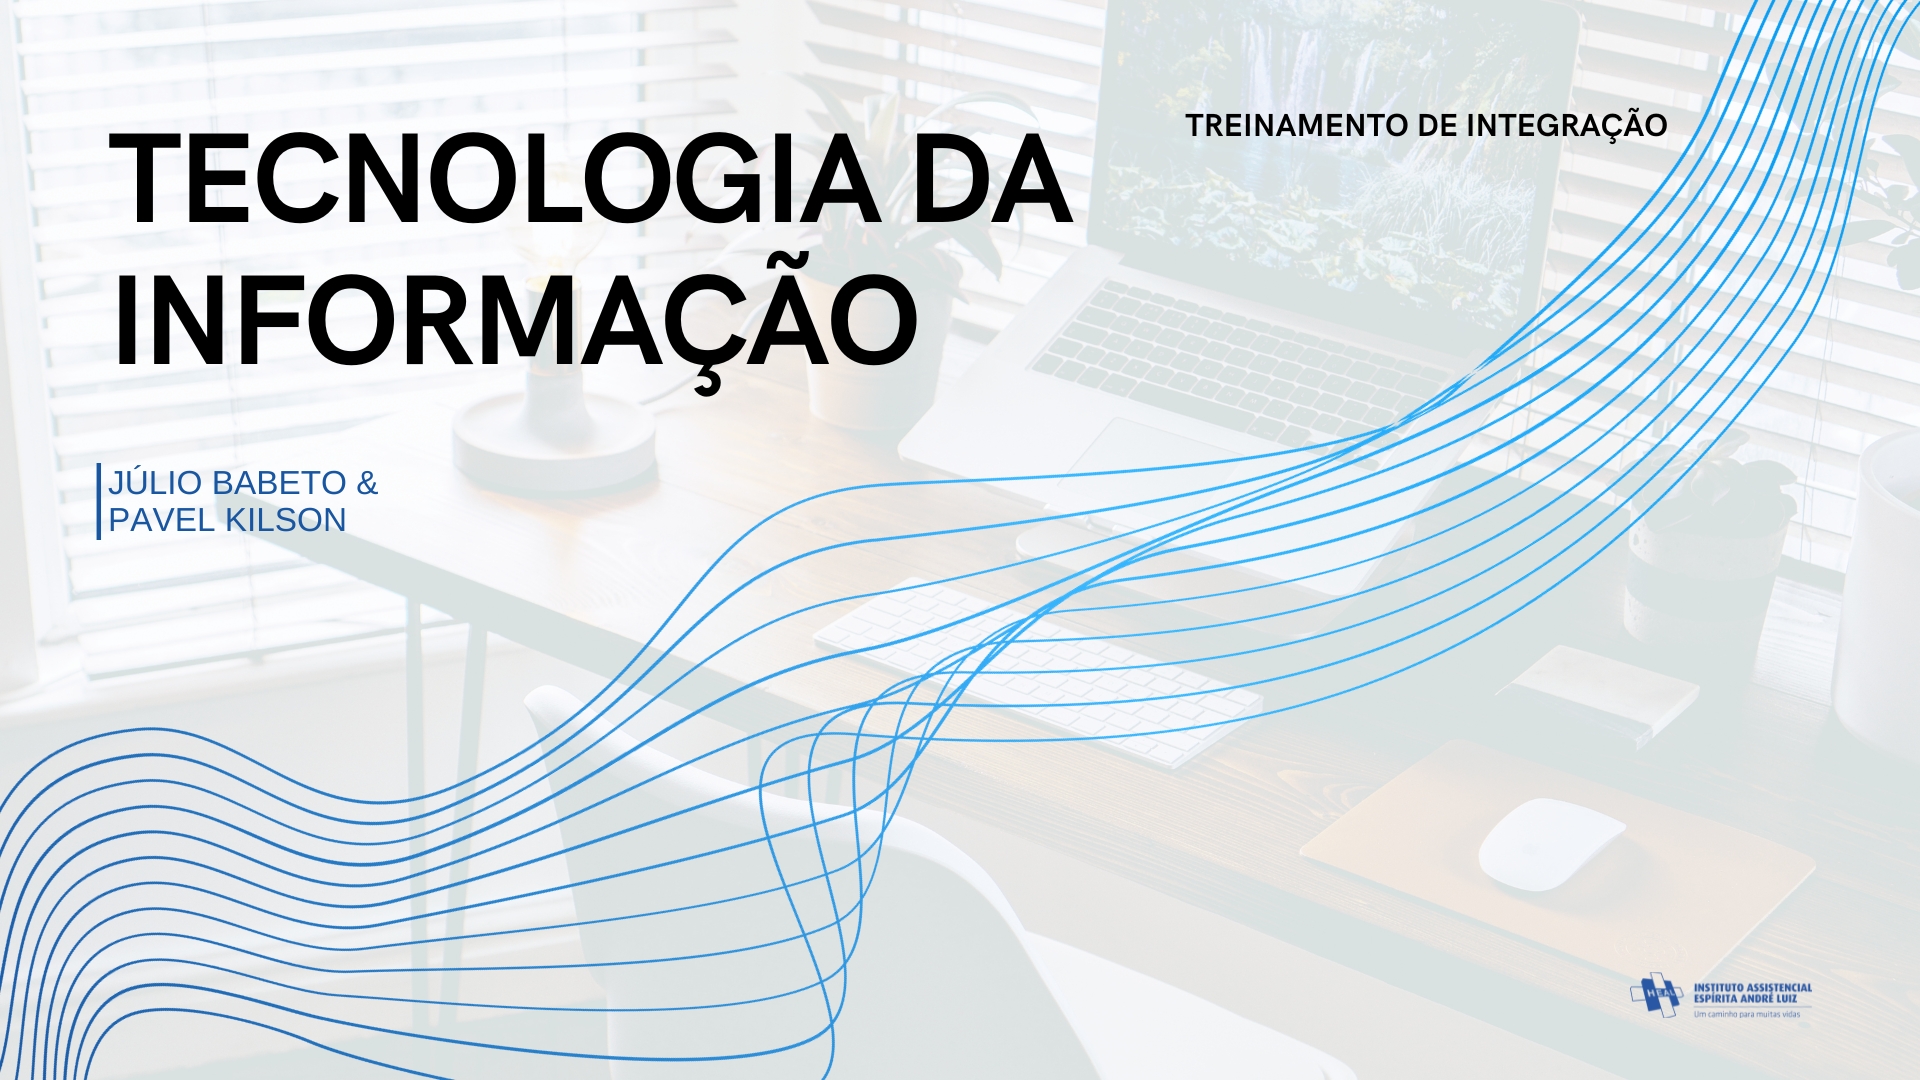 TECNOLOGIA DA
INFORMAÇÃO
TREINAMENTO DE INTEGRAÇÃO
JÚLIO BABETO &
PAVEL KILSON
HEAL
INSTITUTO ASSISTENCIAL
ESPÍRITA ANDRÉ LUIZ
Um caminho para muitas vidas